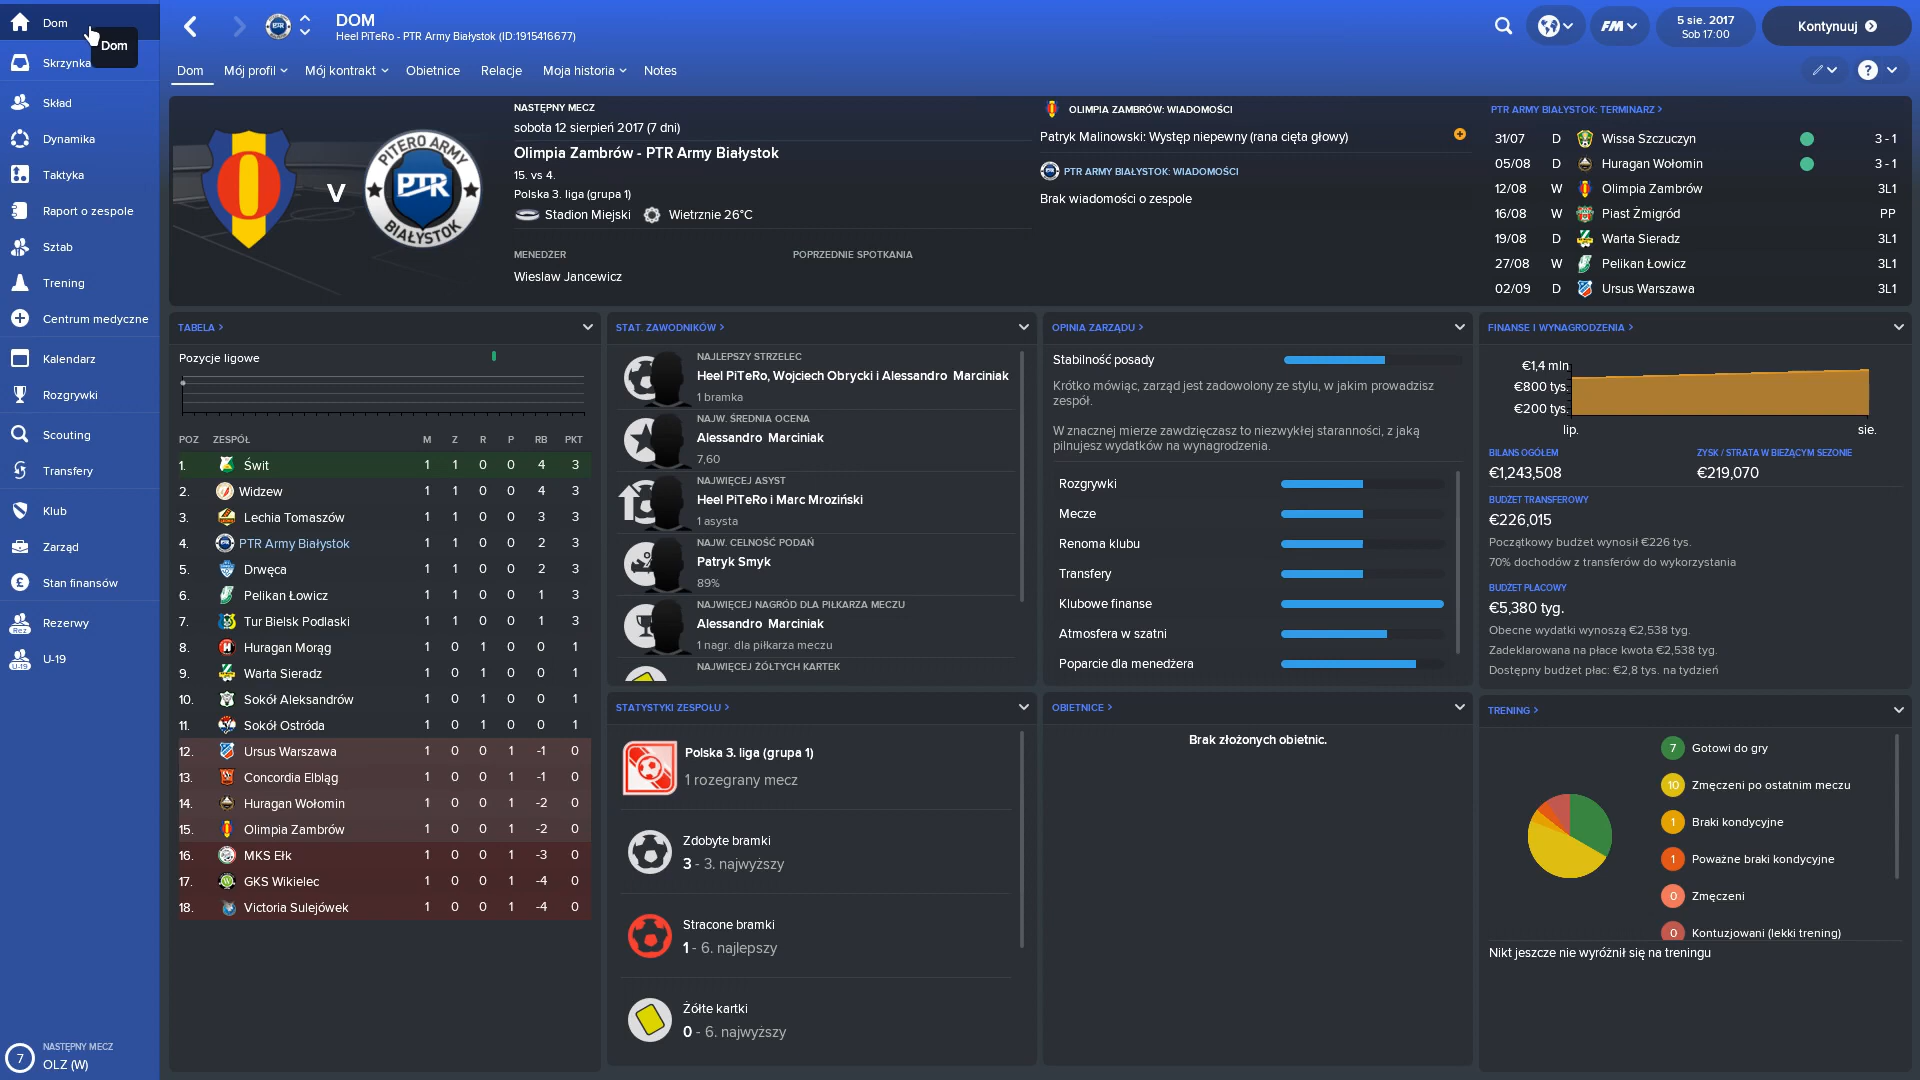 Dom
Dom
Skrzynka
Skład
Dynamika
Taktyka
Raport o zespole
Sztab
Trening
Centrum medyczne
Kalendarz
Rozgrywki
Scouting
Transfery
Klub
Zarząd
Stan finansów
Rezerwy
U-19
7
NASTĘPNY MECZ
OLZ (W)
DOM
Heel PiTeRo - PTR Army Białystok (ID:1915416677)
FM
5 sie. 2017
Sob 17:00
Kontynuuj
Dom Mój profil Mój kontrakt Obietnice Relacje Moja historia Notes
PITERO ARMY
PTR
BIAŁYSTOK
V
NASTĘPNY MECZ
sobota 12 sierpień 2017 (7 dni)
Olimpia Zambrów - PTR Army Białystok
15. vs 4.
Polska 3. liga (grupa 1)
Stadion Miejski Wietrznie 26°C
MENEDŻER POPRZEDNIE SPOTKANIA
Wieslaw Jancewicz
OLIMPIA ZAMBRÓW: WIADOMOŚCI
Patryk Malinowski: Występ niepewny (rana cięta głowy)
PTR ARMY BIAŁYSTOK: WIADOMOŚCI
Brak wiadomości o zespole
PTR ARMY BIAŁYSTOK: TERMINARZ >
31/07 D Wissa Szczuczyn 3 - 1
05/08 D Huragan Wołomin 3 - 1
12/08 W Olimpia Zambrów 3L1
16/08 W Piast Żmigród PP
19/08 D Warta Sieradz 3L1
27/08 W Pelikan Łowicz 3L1
02/09 D Ursus Warszawa 3L1
TABELA >
Pozycje ligowe
POZ ZESPÓŁ M Z R P RB PKT
1. Świt 1 1 0 0 4 3
2. Widzew 1 1 0 0 4 3
3. Lechia Tomaszów 1 1 0 0 3 3
4. PTR Army Białystok 1 1 0 0 2 3
5. Drwęca 1 1 0 0 2 3
6. Pelikan Łowicz 1 1 0 0 1 3
7. Tur Bielsk Podlaski 1 1 0 0 1 3
8. Huragan Morąg 1 0 1 0 0 1
9. Warta Sieradz 1 0 1 0 0 1
10. Sokół Aleksandrów 1 0 1 0 0 1
11. Sokół Ostróda 1 0 1 0 0 1
12. Ursus Warszawa 1 0 0 1 -1 0
13. Concordia Elbląg 1 0 0 1 -1 0
14. Huragan Wołomin 1 0 0 1 -2 0
15. Olimpia Zambrów 1 0 0 1 -2 0
16. MKS Ełk 1 0 0 1 -3 0
17. GKS Wikielec 1 0 0 1 -4 0
18. Victoria Sulejówek 1 0 0 1 -4 0
STAT. ZAWODNIKÓW >
NAJLEPSZY STRZELEC
Heel PiTeRo, Wojciech Obrycki i Alessandro Marciniak
1 bramka
NAJW. ŚREDNIA OCENA
Alessandro Marciniak
7,60
NAJWIĘCEJ ASYST
Heel PiTeRo i Marc Mroziński
1 asysta
NAJW. CELNOŚĆ PODAŃ
Patryk Smyk
89%
NAJWIĘCEJ NAGRÓD DLA PIŁKARZA MECZU
Alessandro Marciniak
1 nagr. dla piłkarza meczu
NAJWIĘCEJ ŻÓŁTYCH KARTEK
STATYSTYKI ZESPOŁU >
Polska 3. liga (grupa 1)
1 rozegrany mecz
Zdobyte bramki
3 - 3. najwyższy
Stracone bramki
1 - 6. najlepszy
Żółte kartki
0 - 6. najwyższy
OPINIA ZARZĄDU >
Stabilność posady
Krótko mówiąc, zarząd jest zadowolony ze stylu, w jakim prowadzisz
zespół.
W znacznej mierze zawdzięczasz to niezwykłej staranności, z jaką
pilnujesz wydatków na wynagrodzenia.
Rozgrywki
Mecze
Renoma klubu
Transfery
Klubowe finanse
Atmosfera w szatni
Poparcie dla menedżera
OBIETNICE >
Brak złożonych obietnic.
FINANSE I WYNAGRODZENIA >
€1,4 mln
€800 tys.
€200 tys.
lip. sie.
BILANS OGÓŁEM ZYSK / STRATA W BIEŻĄCYM SEZONIE
€1,243,508 €219,070
BUDŻET TRANSFEROWY
€226,015
Początkowy budżet wynosił €226 tys.
70% dochodów z transferów do wykorzystania
BUDŻET PŁACOWY
€5,380 tyg.
Obecne wydatki wynoszą €2,538 tyg.
Zadeklarowana na płace kwota €2,538 tyg.
Dostępny budżet płac: €2,8 tys. na tydzień
TRENING >
7 Gotowi do gry
10 Zmęczeni po ostatnim meczu
1 Braki kondycyjne
1 Poważne braki kondycyjne
0 Zmęczeni
0 Kontuzjowani (lekki trening)
Nikt jeszcze nie wyróżnił się na treningu